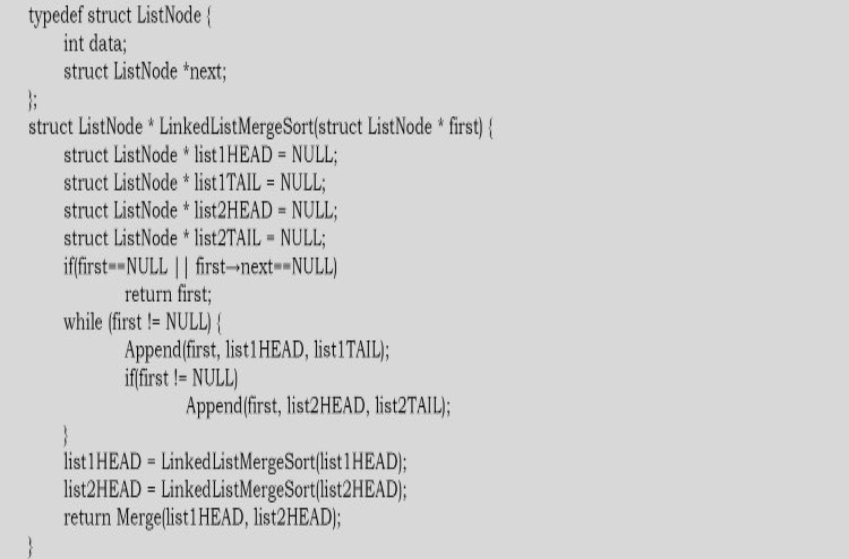 typedef struct ListNode {
int data;
struct ListNode *next;
};
struct ListNode * LinkedListMergeSort(struct ListNode * first) {
struct ListNode * list1HEAD = NULL;
struct ListNode * list1TAIL = NULL;
struct ListNode * list2HEAD = NULL;
struct ListNode * list2TAIL = NULL;
if(first==NULL || first→next==NULL)
return first;
while (first != NULL) {
Append(first, list1HEAD, list1TAIL);
if(first != NULL)
Append(first, list2HEAD, list2TAIL);
}
list1HEAD = LinkedListMergeSort(list1HEAD);
list2HEAD = LinkedListMergeSort(list2HEAD);
return Merge(list1HEAD, list2HEAD);
}